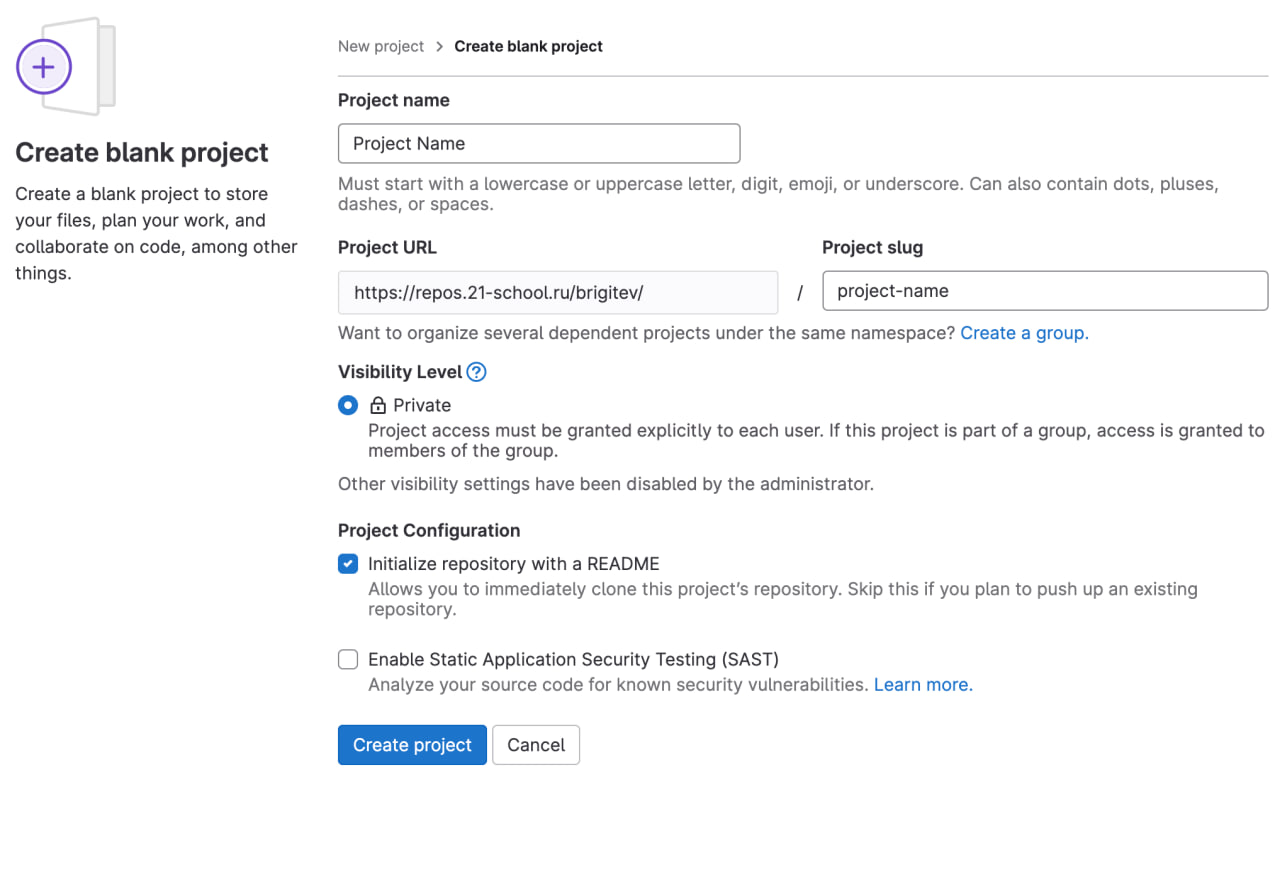 Create blank project
Create a blank project to store
your files, plan your work, and
collaborate on code, among other
things.
New project > Create blank project
Project name
Project Name
Must start with a lowercase or uppercase letter, digit, emoji, or underscore. Can also contain dots, pluses,
dashes, or spaces.
Project URL
Project slug
https://repos.21-school.ru/brigitev/
/
project-name
Want to organize several dependent projects under the same namespace? Create a group.
Visibility Level ?
Private
Project access must be granted explicitly to each user. If this project is part of a group, access is granted to
members of the group.
Other visibility settings have been disabled by the administrator.
Project Configuration
Initialize repository with a README
Allows you to immediately clone this project’s repository. Skip this if you plan to push up an existing
repository.
Enable Static Application Security Testing (SAST)
Analyze your source code for known security vulnerabilities. Learn more.
Create project
Cancel